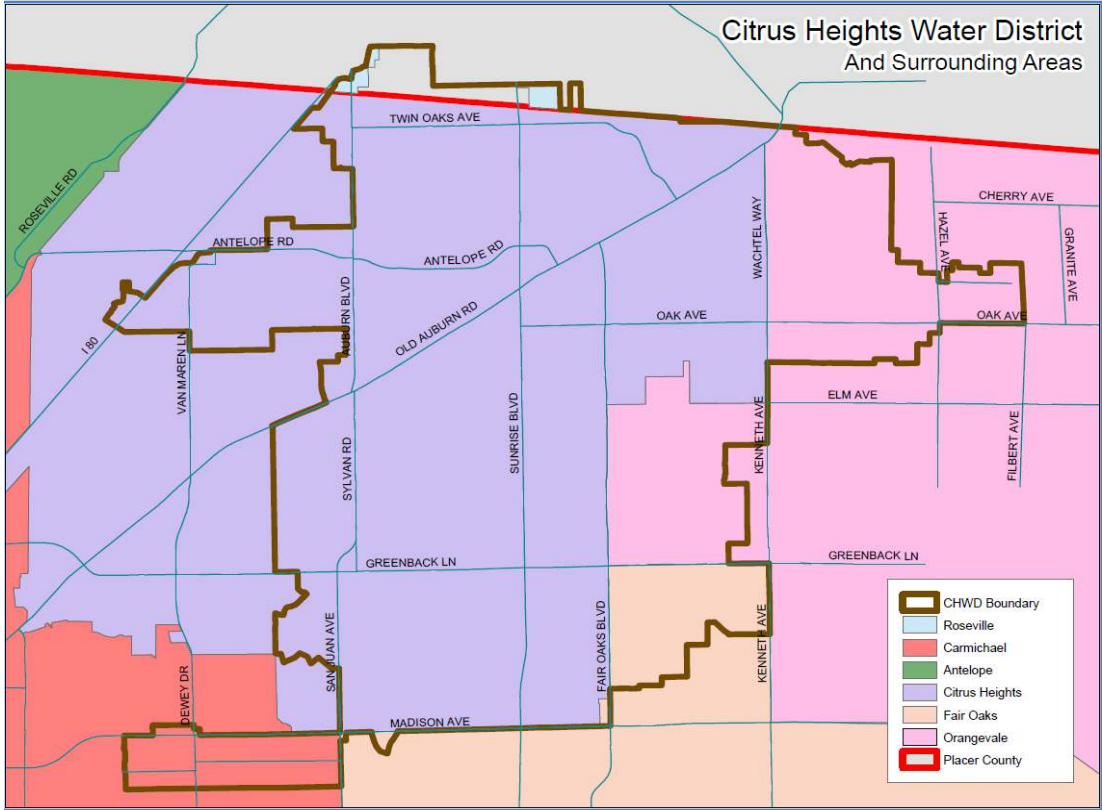 Citrus Heights Water District
And Surrounding Areas
TWIN OAKS AVE
ROSEVILLE RD
CHERRY AVE
HAZEL AVE
GRANITE AVE
WACHTEL WAY
ANTELOPE RD
ANTELOPE RD
AUBURN BLVD
OLD AUBURN RD
OAK AVE
OAK AVE
I 80
VAN MAREN LN
ELM AVE
KENNETH AVE
FILBERT AVE
SUNRISE BLVD
SYLVAN RD
GREENBACK LN
GREENBACK LN
SAN JUAN AVE
FAIR OAKS BLVD
KENNETH AVE
DEWEY DR
MADISON AVE
CHWD Boundary
Roseville
Carmichael
Antelope
Citrus Heights
Fair Oaks
Orangevale
Placer County